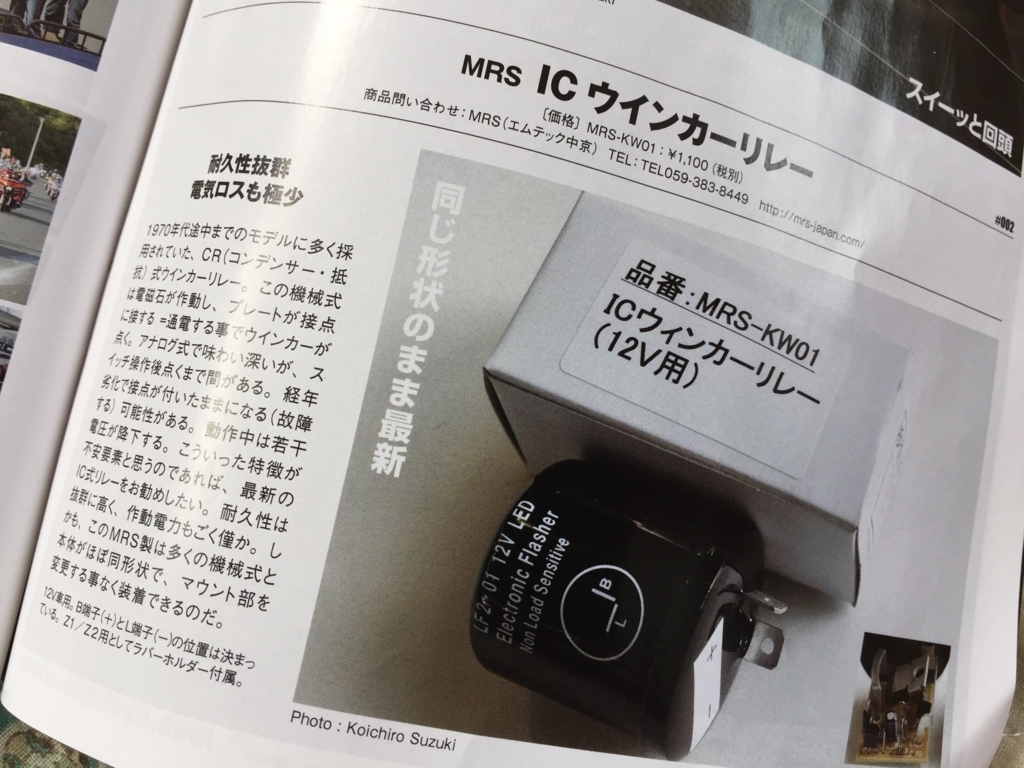 スイーツと回頭
#002
MRS ICウインカーリレー
[価格] MRS-KW01：¥1,100（税別）
商品問い合わせ：MRS（エムテック中京） TEL：TEL059-383-8449 http://mrs-japan.com/
耐久性抜群
電気ロスも極少
1970年代途中までのモデルに多く採
用されていた、CR（コンデンサー・抵
抗）式ウインカーリレー。この機械式
は電磁石が作動し、プレートが接点
に接する=通電する事でウインカーが
点く。アナログ式で味わい深いが、ス
イッチ操作後点くまで間がある。経年
劣化で接点が付いたままになる（故障
する）可能性がある。動作中は若干
電圧が降下する。こういった特徴が
不安要素と思うのであれば、最新の
IC式リレーをお勧めしたい。耐久性は
抜群に高く、作動電力もごく僅か。し
かも、このMRS製は多くの機械式と
本体がほぼ同形状で、マウント部を
変更する事なく装着できるのだ。
12V車用。B端子(+)とL端子(−)の位置は決まっ
ている。Z1／Z2用としてラバーホルダー付属。
同じ形状のまま最新
品番：MRS-KW01
ICウィンカーリレー
（12V用）
12V LED
Electronic Flasher
Non Load Sensitive
B
L
+
−
Photo : Koichiro Suzuki